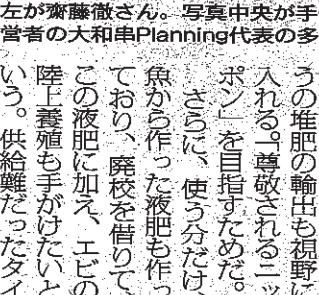 左が齋藤徹さん。写真中央が手
営者の大和串Planning代表の多
うの堆肥の輸出も視野に
入れる。「尊敬されるニッ
ポン」を目指すためだ。
さらに、使う分だけ、
魚から作った液肥も作っ
ており、廃校を借りて、
この液肥に加え、エビの
陸上養殖も手がけたいと
いう。供給難だったタイ